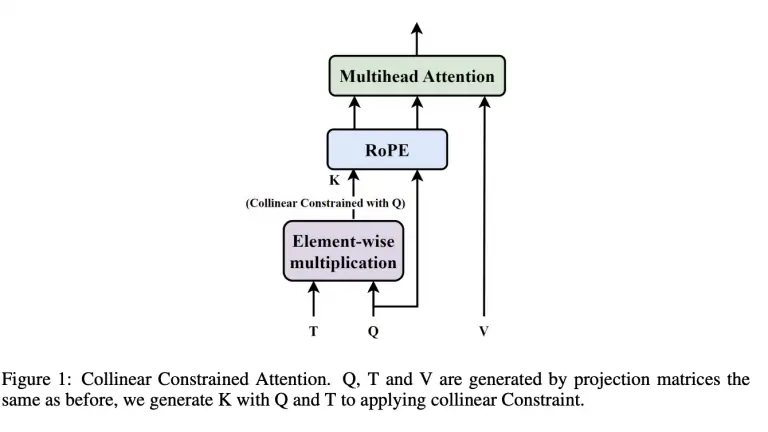 Multihead Attention
RoPE
K
(Collinear Constrained with Q)
Element-wise
multiplication
T
Q
V
Figure 1: Collinear Constrained Attention. Q, T and V are generated by projection matrices the
same as before, we generate K with Q and T to applying collinear Constraint.